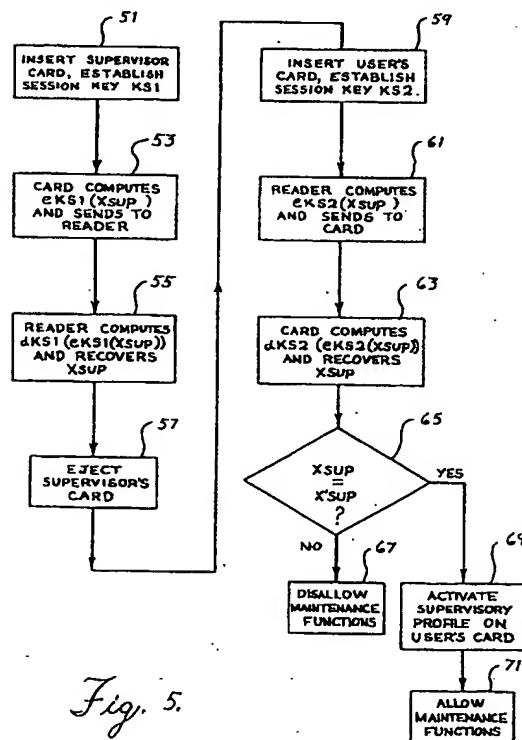 51
INSERT SUPERVISOR
CARD, ESTABLISH
SESSION KEY KS1
53
CARD COMPUTES
eKS1(XSUP)
AND SENDS TO
READER
55
READER COMPUTES
dKS1(eKS1(XSUP))
AND RECOVERS
XSUP
57
EJECT
SUPERVISOR'S
CARD
59
INSERT USER'S
CARD, ESTABLISH
SESSION KEY KS2.
61
READER COMPUTES
eKS2(XSUP)
AND SENDS TO
CARD
63
CARD COMPUTES
dKS2(eKS2(XSUP))
AND RECOVERS
XSUP
65
XSUP
=
X'SUP
?
YES
NO
67
DISALLOW
MAINTENANCE
FUNCTIONS
69
ACTIVATE
SUPERVISORY
PROFILE ON
USER'S CARD
71
ALLOW
MAINTENANCE
FUNCTIONS
Fig. 5.